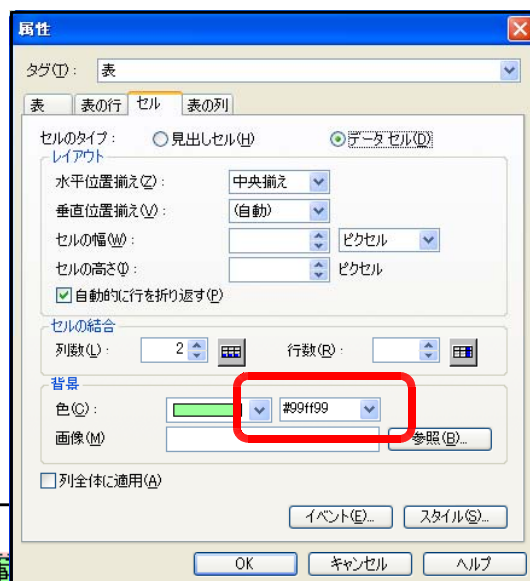 属性
タグ(T)： 表
表 表の行 セル 表の列
セルのタイプ： 見出しセル(H) データ セル(D)
レイアウト
水平位置揃え(Z)： 中央揃え
垂直位置揃え(V)： (自動)
セルの幅(W)： ピクセル
セルの高さ(I)： ピクセル
自動的に行を折り返す(P)
セルの結合
列数(L)： 2 行数(R)：
背景
色(C)： #99ff99
画像(M) 参照(B)...
列全体に適用(A)
イベント(E)... スタイル(S)...
OK キャンセル ヘルプ